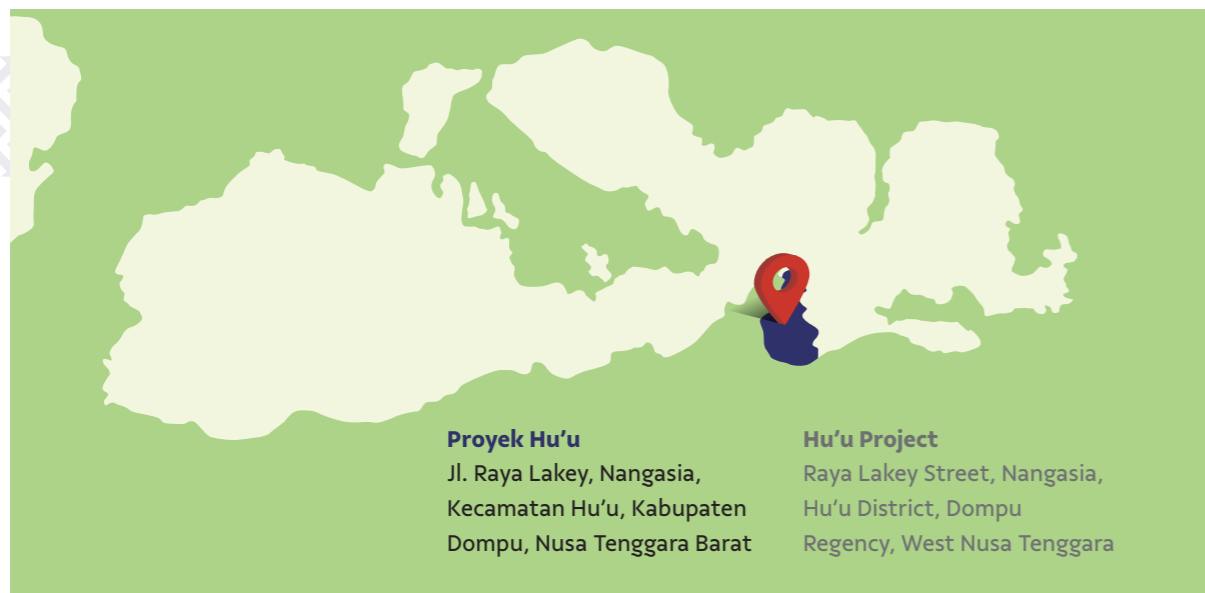 Proyek Hu’u
Jl. Raya Lakey, Nangasia,
Kecamatan Hu’u, Kabupaten
Dompu, Nusa Tenggara Barat
Hu’u Project
Raya Lakey Street, Nangasia,
Hu’u District, Dompu
Regency, West Nusa Tenggara